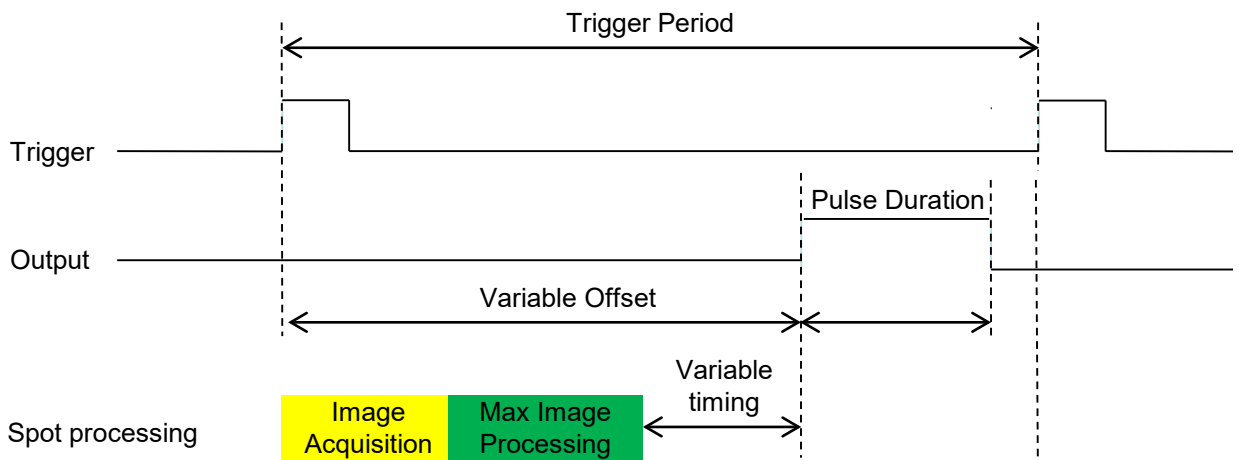 Trigger Period
Trigger
Pulse Duration
Output
Variable Offset
Variable
timing
Image
Acquisition
Max Image
Processing
Spot processing